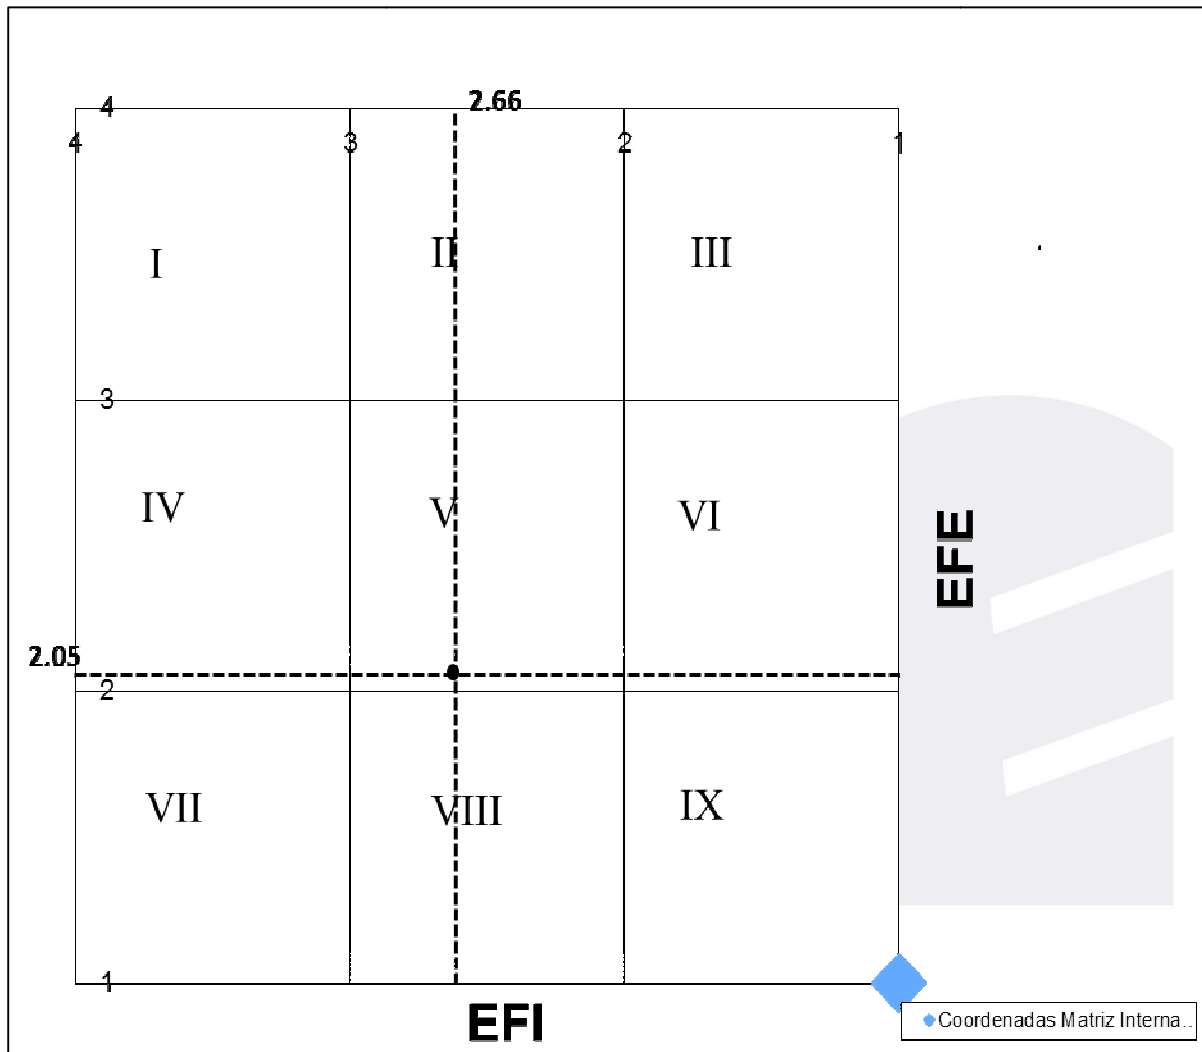 4 2.66
4 3 2 1
I II III
3
IV V VI
EFE
2.05
2
VII VIII IX
1
EFI
Coordenadas Matriz Interna...